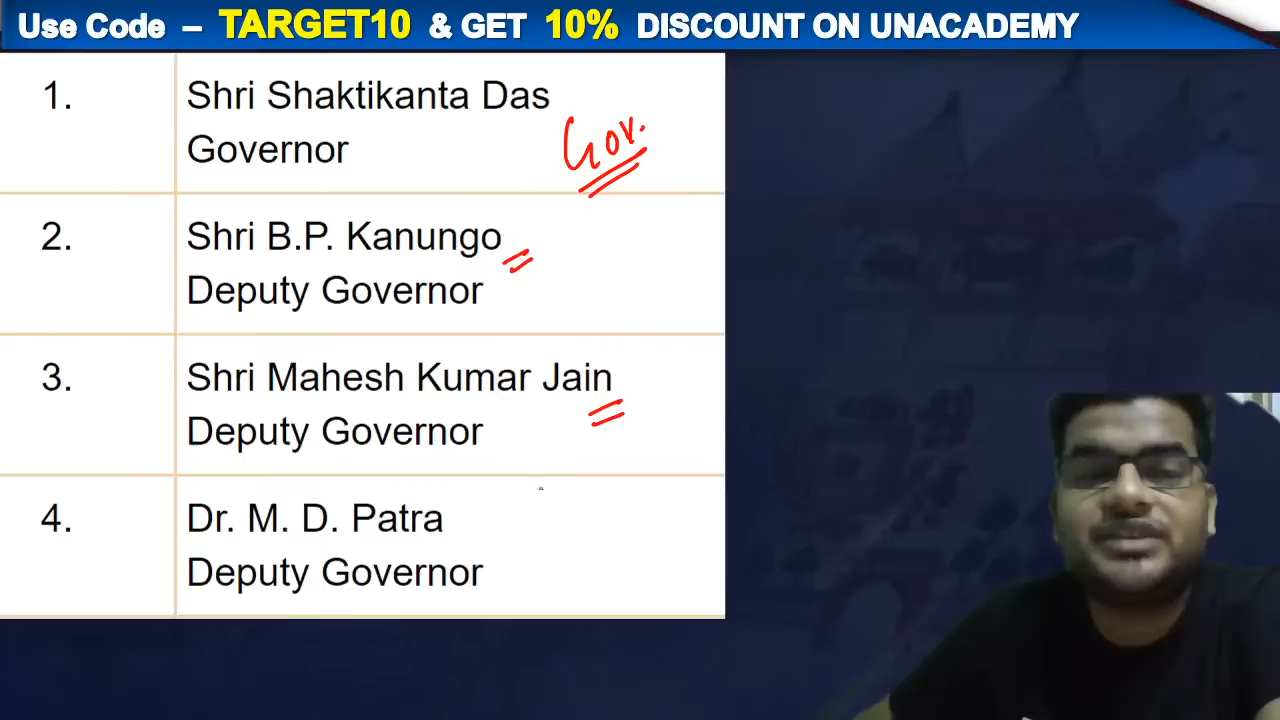 Use Code – TARGET10 & GET 10% DISCOUNT ON UNACADEMY
1. Shri Shaktikanta Das
Governor Gov.
2. Shri B.P. Kanungo
Deputy Governor
3. Shri Mahesh Kumar Jain
Deputy Governor
4. Dr. M. D. Patra
Deputy Governor